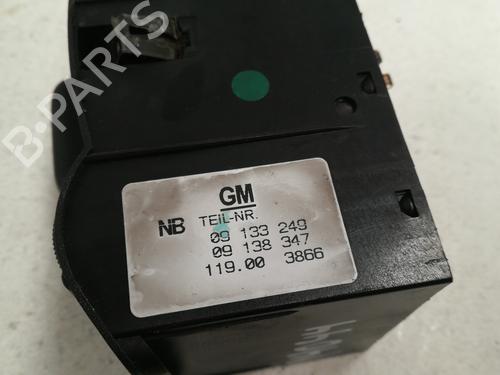 B-PARTS
GM
NB TEIL-NR.
09 133 249
09 138 347
119.00 3866